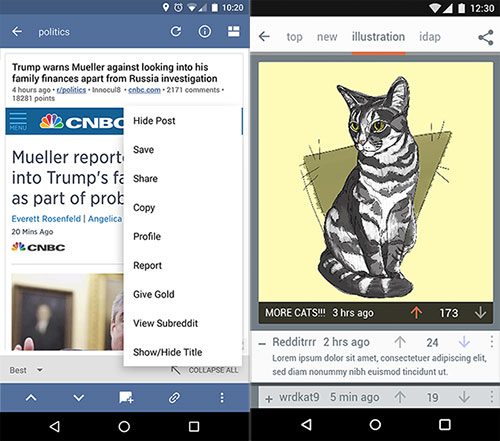 10:20
politics
Trump warns Mueller against looking into his
family finances apart from Russia investigation
4 hours ago • r/politics • Innocul8 • cnbc.com • 2171 comments •
18281 points
MENU
CNBC
Mueller reporte
into Trump's fa
as part of prob
Everett Rosenfeld | Angelica
20 Mins Ago
CNBC
Hide Post
Save
Share
Copy
Profile
Report
Give Gold
View Subreddit
Show/Hide Title
Best
COLLAPSE ALL
12:30
top new illustration idap
MORE CATS!!! 3 hrs ago 173
Redditrrr 2 hrs ago 24
Lorem ipsum dolor sit amet, consectetuer adipiscing elit,
sed diam nonummy nibh euismod tincidunt ut.
wrdkat9 5 min ago 19